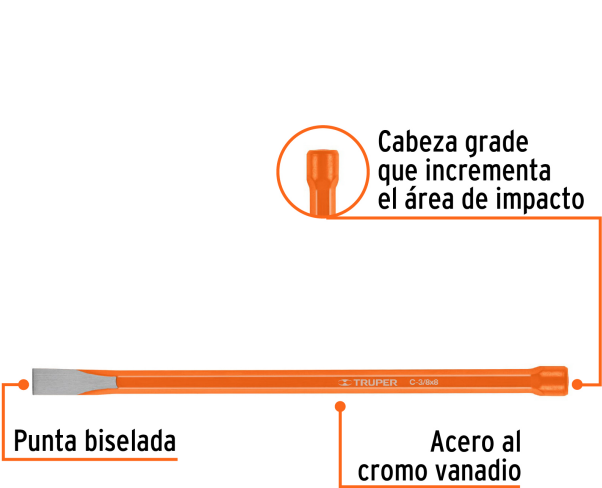 Cabeza grade
que incrementa
el área de impacto
TRUPER C-3/8x8
Punta biselada
Acero al
cromo vanadio